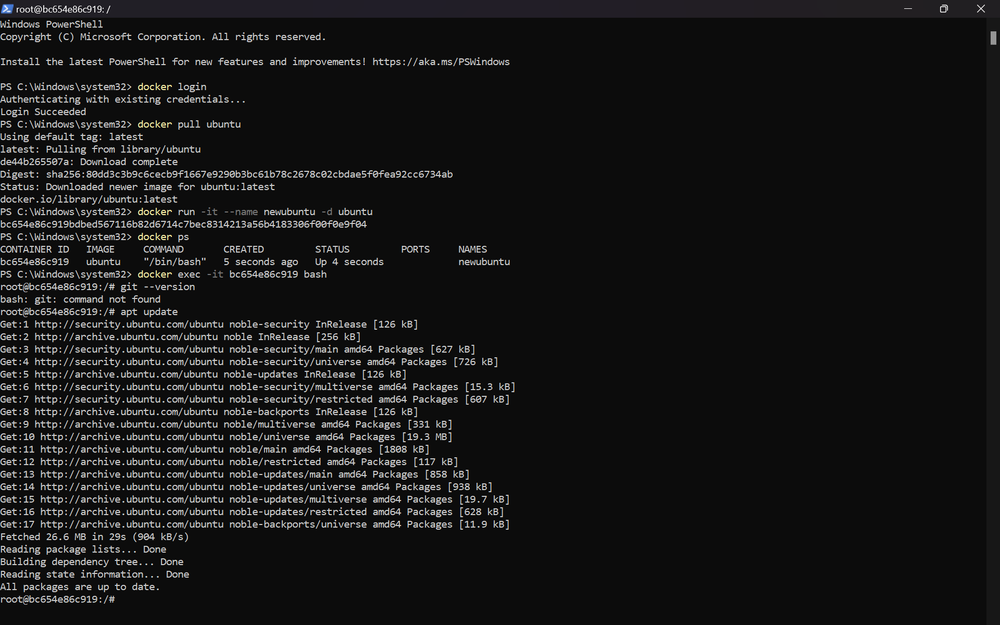 root@bc654e86c919: /
Windows PowerShell
Copyright (C) Microsoft Corporation. All rights reserved.
Install the latest PowerShell for new features and improvements! https://aka.ms/PSWindows
PS C:\Windows\system32> docker login
Authenticating with existing credentials...
Login Succeeded
PS C:\Windows\system32> docker pull ubuntu
Using default tag: latest
latest: Pulling from library/ubuntu
de44b265507a: Download complete
Digest: sha256:80dd3c3b9c6cecb9f1667e9290b3bc61b78c2678c02cbdae5f0fea92cc6734ab
Status: Downloaded newer image for ubuntu:latest
docker.io/library/ubuntu:latest
PS C:\Windows\system32> docker run -it --name newubuntu -d ubuntu
bc654e86c919bdbed567116b82d6714c7bec8314213a56b4183306f00f0e9f04
PS C:\Windows\system32> docker ps
CONTAINER ID   IMAGE     COMMAND       CREATED         STATUS         PORTS     NAMES
bc654e86c919   ubuntu    "/bin/bash"   5 seconds ago   Up 4 seconds             newubuntu
PS C:\Windows\system32> docker exec -it bc654e86c919 bash
root@bc654e86c919:/# git --version
bash: git: command not found
root@bc654e86c919:/# apt update
Get:1 http://security.ubuntu.com/ubuntu noble-security InRelease [126 kB]
Get:2 http://archive.ubuntu.com/ubuntu noble InRelease [256 kB]
Get:3 http://security.ubuntu.com/ubuntu noble-security/main amd64 Packages [627 kB]
Get:4 http://security.ubuntu.com/ubuntu noble-security/universe amd64 Packages [726 kB]
Get:5 http://archive.ubuntu.com/ubuntu noble-updates InRelease [126 kB]
Get:6 http://security.ubuntu.com/ubuntu noble-security/multiverse amd64 Packages [15.3 kB]
Get:7 http://security.ubuntu.com/ubuntu noble-security/restricted amd64 Packages [607 kB]
Get:8 http://archive.ubuntu.com/ubuntu noble-backports InRelease [126 kB]
Get:9 http://archive.ubuntu.com/ubuntu noble/multiverse amd64 Packages [331 kB]
Get:10 http://archive.ubuntu.com/ubuntu noble/universe amd64 Packages [19.3 MB]
Get:11 http://archive.ubuntu.com/ubuntu noble/main amd64 Packages [1808 kB]
Get:12 http://archive.ubuntu.com/ubuntu noble/restricted amd64 Packages [117 kB]
Get:13 http://archive.ubuntu.com/ubuntu noble-updates/main amd64 Packages [858 kB]
Get:14 http://archive.ubuntu.com/ubuntu noble-updates/universe amd64 Packages [938 kB]
Get:15 http://archive.ubuntu.com/ubuntu noble-updates/multiverse amd64 Packages [19.7 kB]
Get:16 http://archive.ubuntu.com/ubuntu noble-updates/restricted amd64 Packages [628 kB]
Get:17 http://archive.ubuntu.com/ubuntu noble-backports/universe amd64 Packages [11.9 kB]
Fetched 26.6 MB in 29s (904 kB/s)
Reading package lists... Done
Building dependency tree... Done
Reading state information... Done
All packages are up to date.
root@bc654e86c919:/#